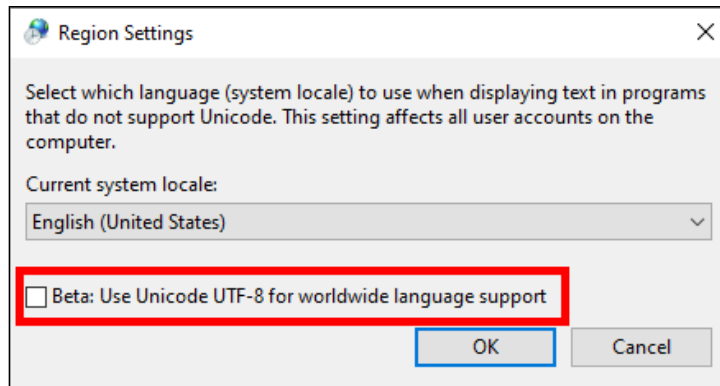 Region Settings
Select which language (system locale) to use when displaying text in programs
that do not support Unicode. This setting affects all user accounts on the
computer.
Current system locale:
English (United States)
Beta: Use Unicode UTF-8 for worldwide language support
OK Cancel